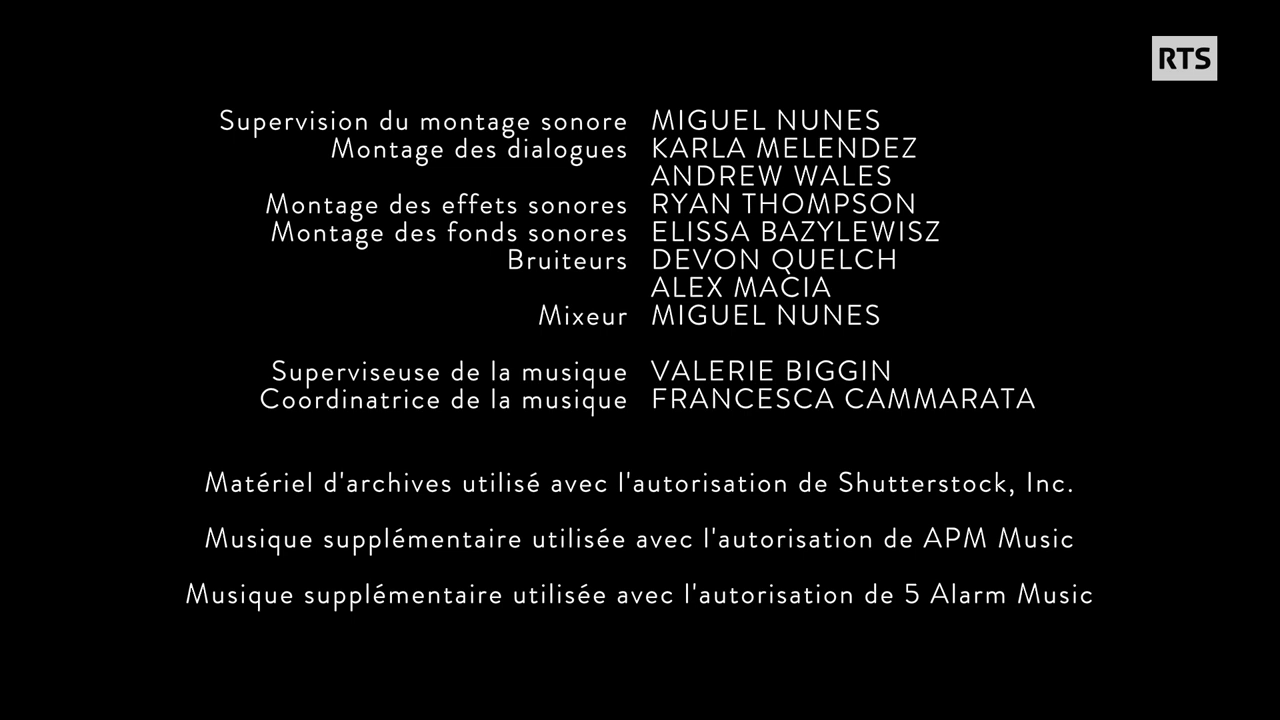 RTS
Supervision du montage sonore MIGUEL NUNES
Montage des dialogues KARLA MELENDEZ
ANDREW WALES
Montage des effets sonores RYAN THOMPSON
Montage des fonds sonores ELISSA BAZYLEWISZ
Bruiteurs DEVON QUELCH
ALEX MACIA
Mixeur MIGUEL NUNES
Superviseuse de la musique VALERIE BIGGIN
Coordinatrice de la musique FRANCESCA CAMMARATA
Matériel d'archives utilisé avec l'autorisation de Shutterstock, Inc.
Musique supplémentaire utilisée avec l'autorisation de APM Music
Musique supplémentaire utilisée avec l'autorisation de 5 Alarm Music